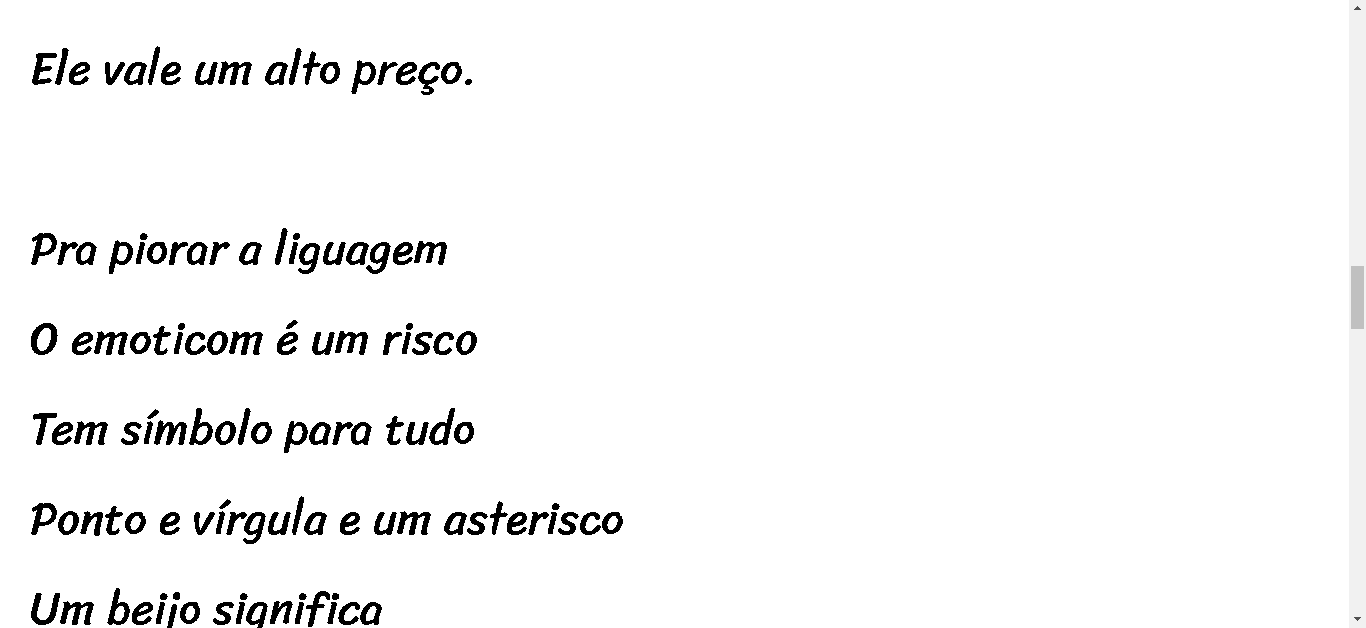 Ele vale um alto preço.
Pra piorar a liguagem
O emoticom é um risco
Tem símbolo para tudo
Ponto e vírgula e um asterisco
Um beijo significa